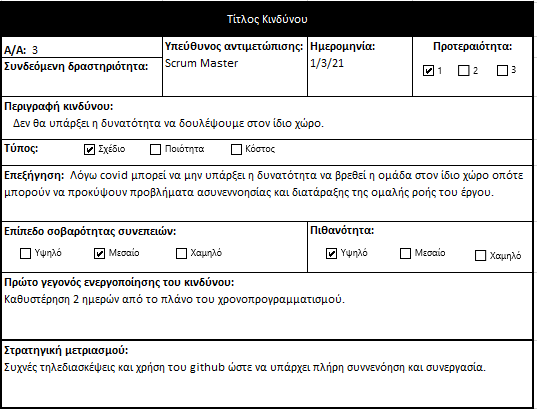 Τίτλος Κινδύνου
Α/Α: 3
Συνδεόμενη δραστηριότητα:
Υπεύθυνος αντιμετώπισης:
Scrum Master
Ημερομηνία:
1/3/21
Προτεραιότητα:
1 2 3
Περιγραφή κινδύνου:
Δεν θα υπάρξει η δυνατότητα να δουλέψουμε στον ίδιο χώρο.
Τύπος: Σχέδιο Ποιότητα Κόστος
Επεξήγηση: Λόγω covid μπορεί να μην υπάρξει η δυνατότητα να βρεθεί η ομάδα στον ίδιο χώρο οπότε
μπορούν να προκύψουν προβλήματα ασυνεννοησίας και διατάραξης της ομαλής ροής του έργου.
Επίπεδο σοβαρότητας συνεπειών:
Υψηλό Μεσαίο Χαμηλό
Πιθανότητα:
Υψηλό Μεσαίο Χαμηλό
Πρώτο γεγονός ενεργοποίησης του κινδύνου:
Καθυστέρηση 2 ημερών από το πλάνο του χρονοπρογραμματισμού.
Στρατηγική μετριασμού:
Συχνές τηλεδιασκέψεις και χρήση του github ώστε να υπάρχει πλήρη συννενόηση και συνεργασία.